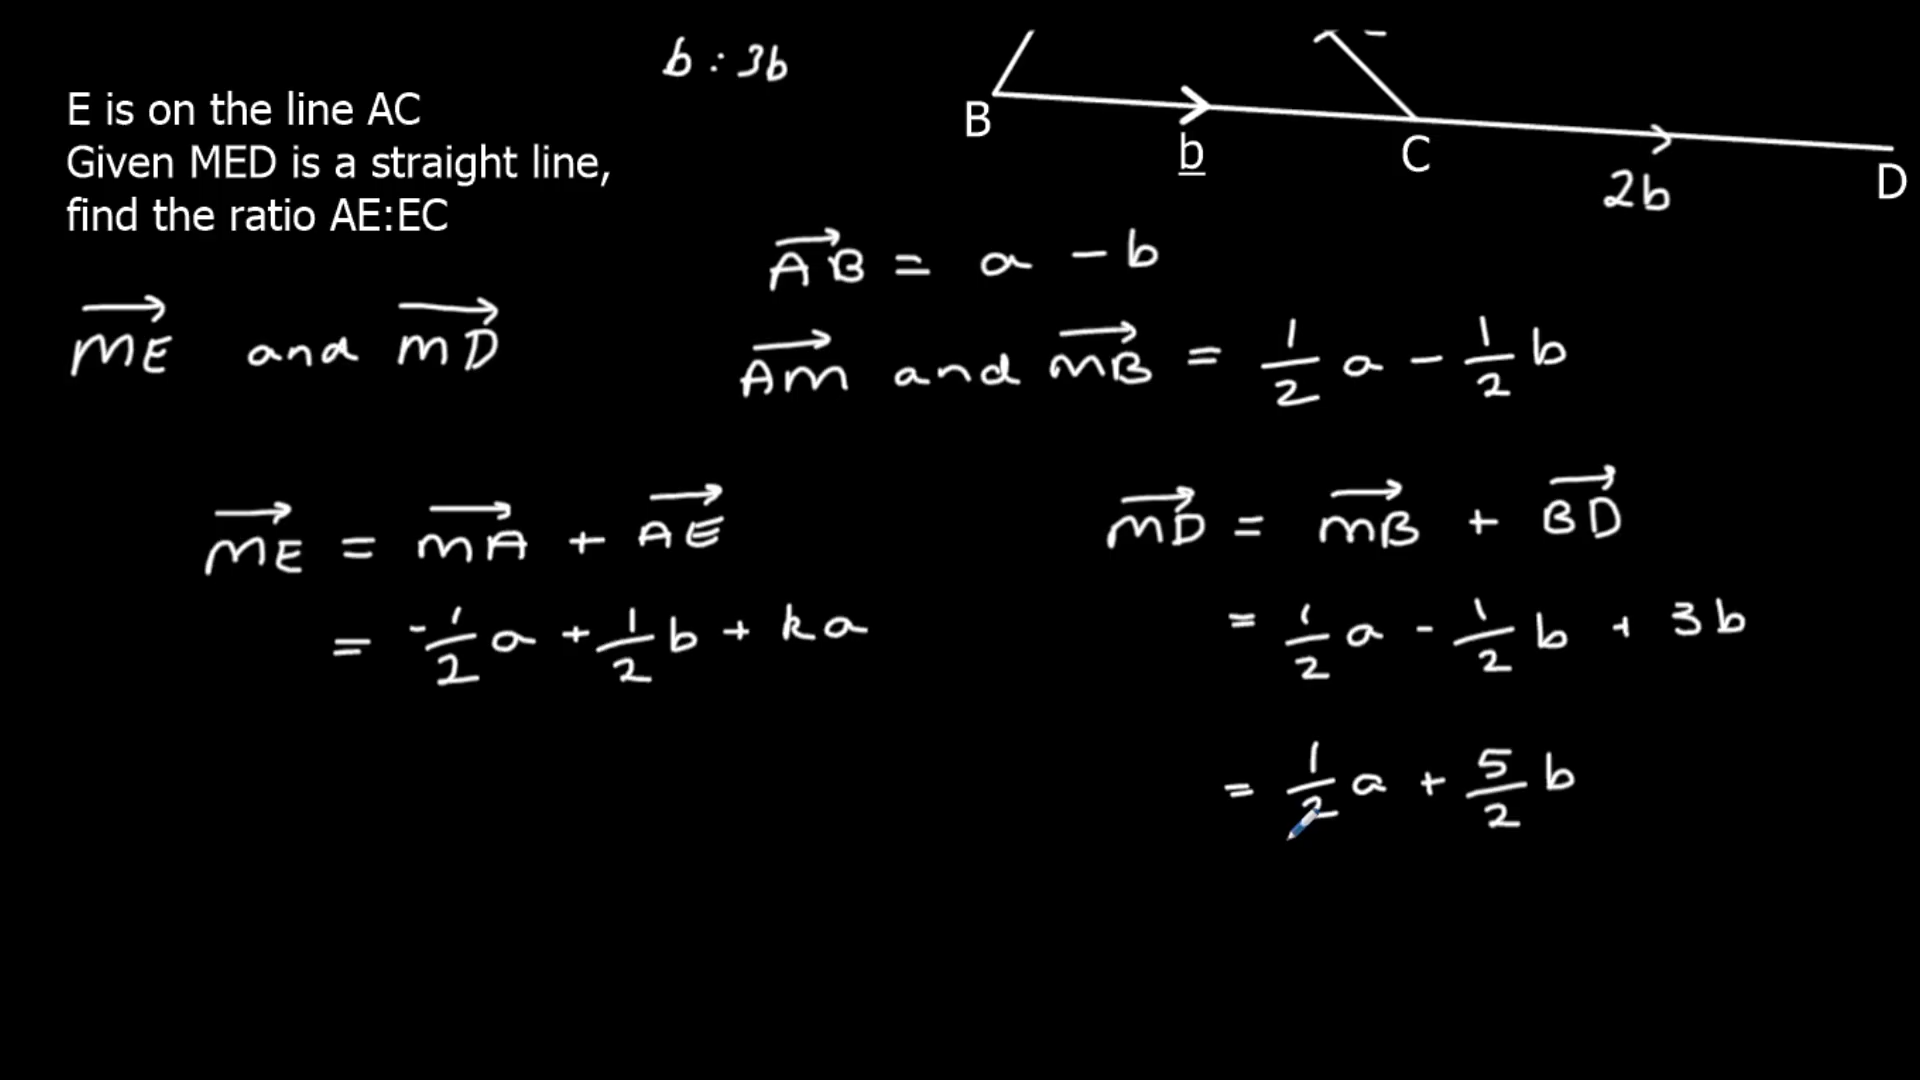 b : 3b
E is on the line AC
Given MED is a straight line,
find the ratio AE:EC
B
b
C
2b
D
AB = a - b
ME and MD
AM and MB = 1/2 a - 1/2 b
ME = MA + AE
= -1/2 a + 1/2 b + ka
MD = MB + BD
= 1/2 a - 1/2 b + 3b
= 1/2 a + 5/2 b